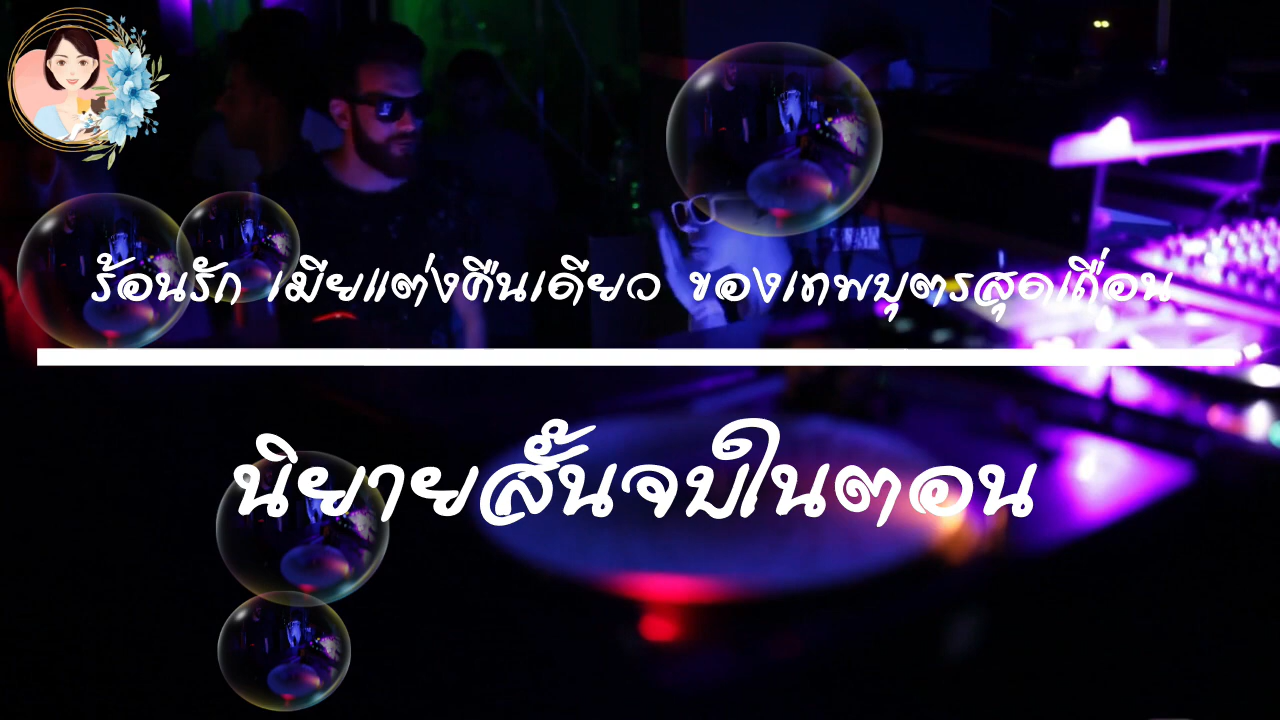 ร้อนรัก เมียแต่งคืนเดียว ของเทพบุตรสุดเถื่อน
นิยายสั้นจบในตอน